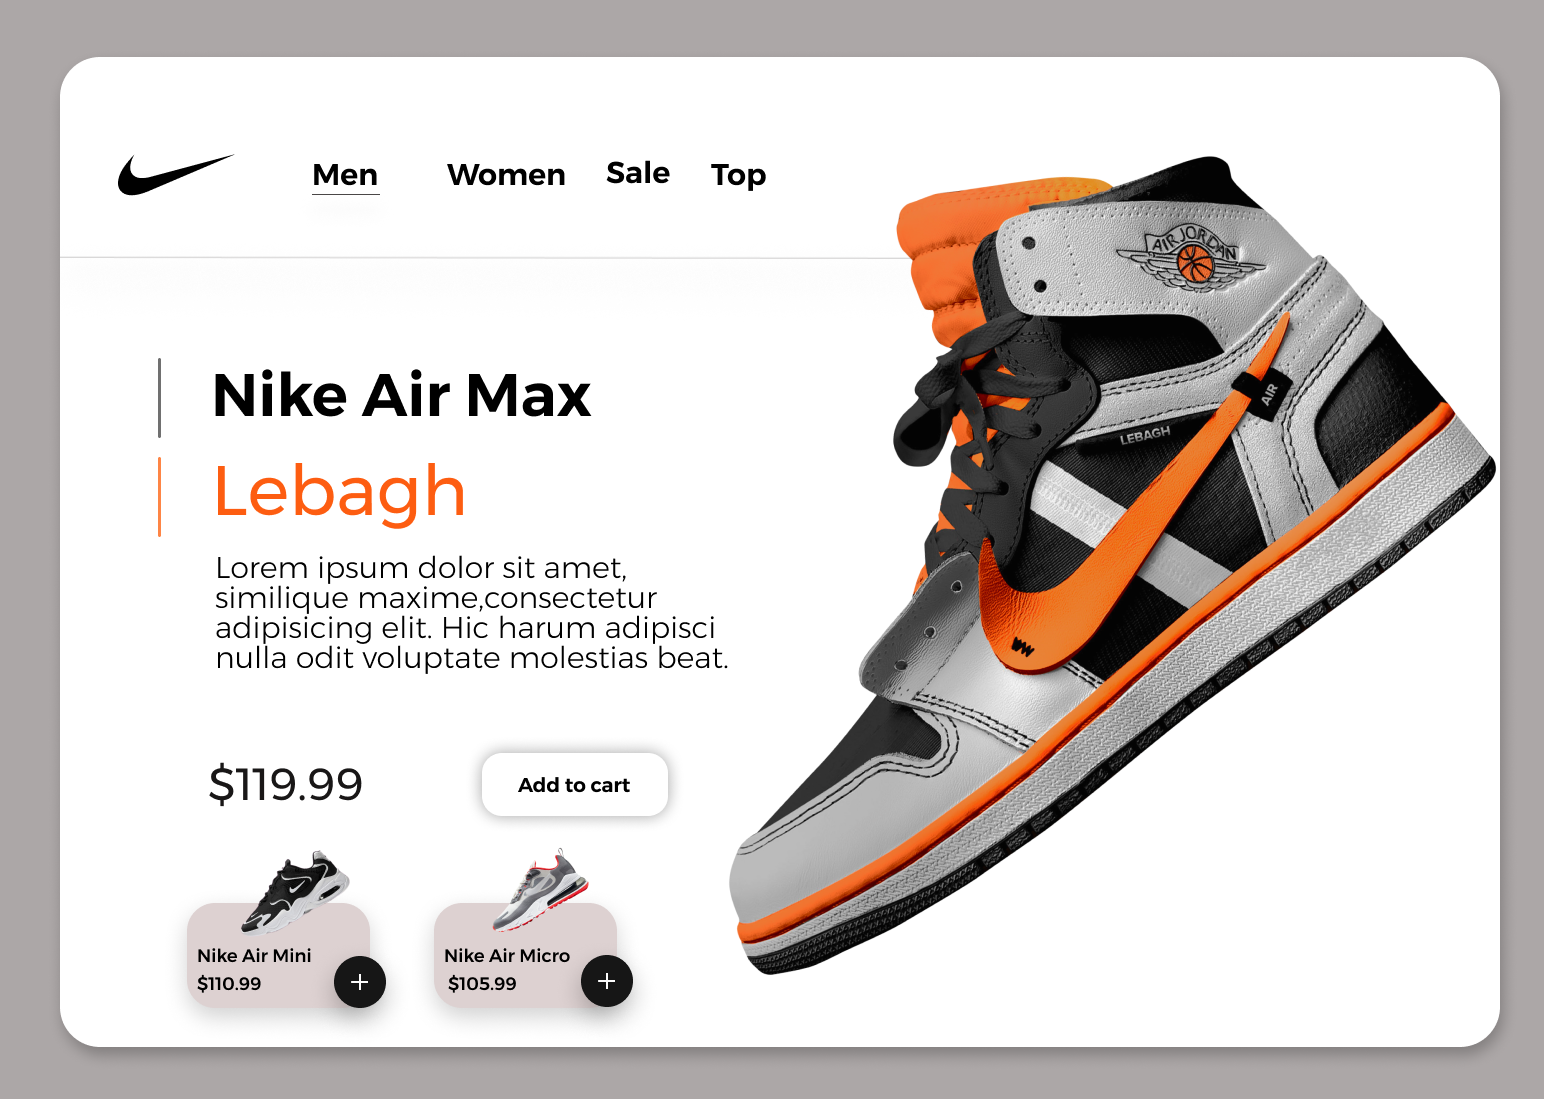 Men Women Sale Top
AIR JORDAN
AIR
LEBAGH
Nike Air Max
Lebagh
Lorem ipsum dolor sit amet,
similique maxime,consectetur
adipisicing elit. Hic harum adipisci
nulla odit voluptate molestias beat.
$119.99
Add to cart
Nike Air Mini
$110.99
+
Nike Air Micro
$105.99
+